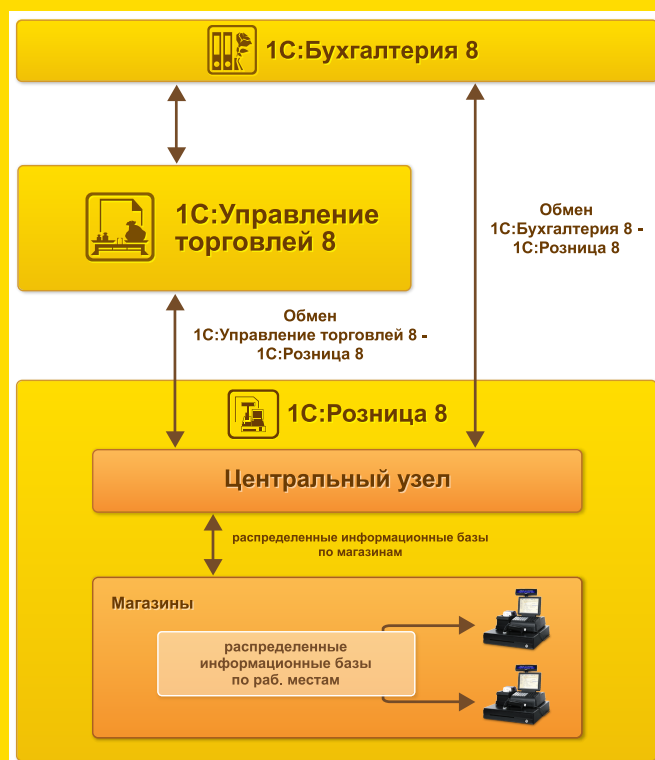 1С:Бухгалтерия 8
1С:Управление
торговлей 8
Обмен
1С:Бухгалтерия 8 -
1С:Розница 8
Обмен
1С:Управление торговлей 8 -
1С:Розница 8
1С:Розница 8
Центральный узел
распределенные информационные базы
по магазинам
Магазины
распределенные
информационные базы
по раб. местам